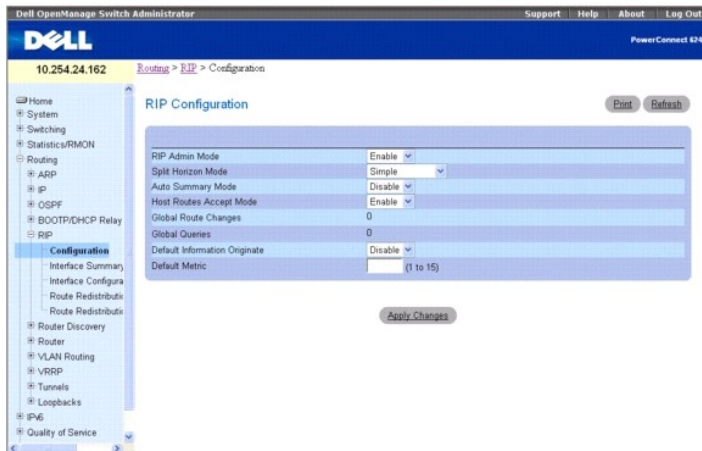 Dell OpenManage Switch Administrator
Support Help About Log Out
DELL
PowerConnect 624
10.254.24.162
Routing > RIP > Configuration
Home
System
Switching
Statistics/RMON
Routing
ARP
IP
OSPF
BOOTP/DHCP Relay
RIP
Configuration
Interface Summary
Interface Configura
Route Redistributio
Route Redistributio
Router Discovery
Router
VLAN Routing
VRRP
Tunnels
Loopbacks
IPv6
Quality of Service
RIP Configuration
Print Refresh
RIP Admin Mode Enable
Split Horizon Mode Simple
Auto Summary Mode Disable
Host Routes Accept Mode Enable
Global Route Changes 0
Global Queries 0
Default Information Originate Disable
Default Metric (1 to 15)
Apply Changes